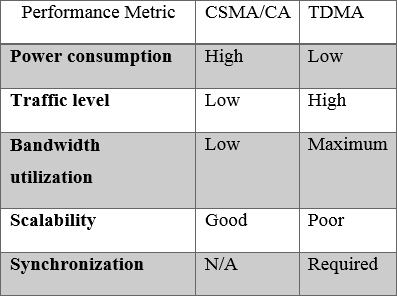 Performance Metric CSMA/CA TDMA
Power consumption High Low
Traffic level Low High
Bandwidth Low Maximum
utilization
Scalability Good Poor
Synchronization N/A Required